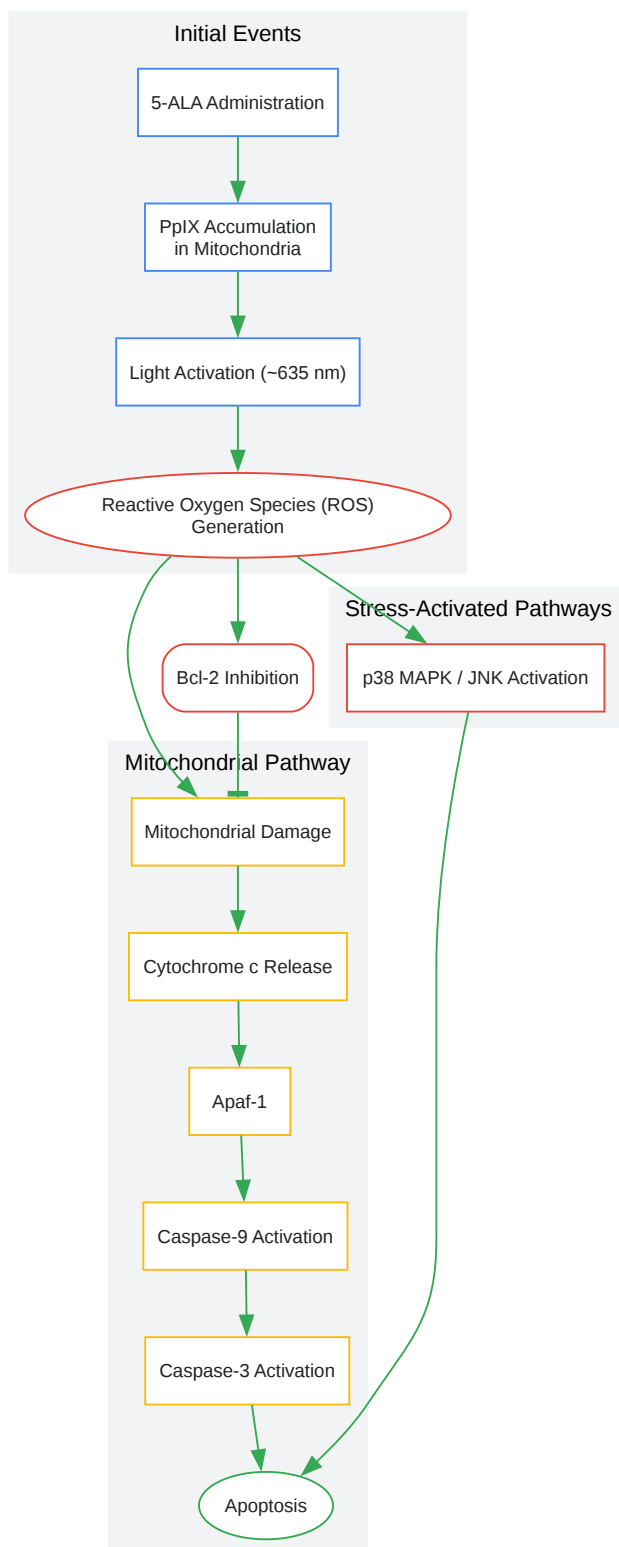 Initial Events
5-ALA Administration
PpIX Accumulation
in Mitochondria
Light Activation (~635 nm)
Reactive Oxygen Species (ROS)
Generation
Stress-Activated Pathways
Bcl-2 Inhibition
p38 MAPK / JNK Activation
Mitochondrial Pathway
Mitochondrial Damage
Cytochrome c Release
Apaf-1
Caspase-9 Activation
Caspase-3 Activation
Apoptosis